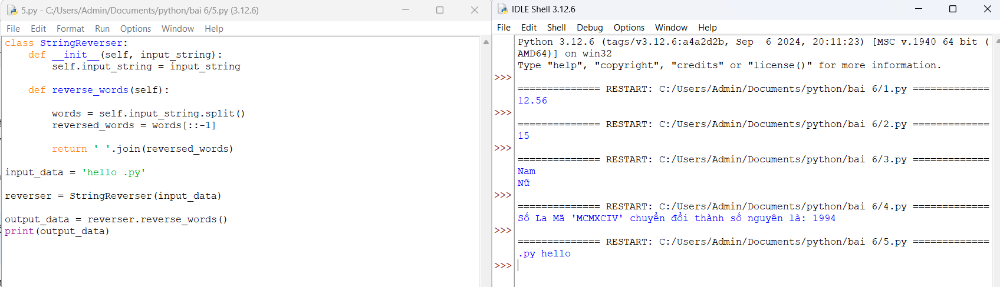 5.py - C:/Users/Admin/Documents/python/bai 6/5.py (3.12.6)
File Edit Format Run Options Window Help
class StringReverser:
    def __init__(self, input_string):
        self.input_string = input_string
    def reverse_words(self):
        words = self.input_string.split()
        reversed_words = words[::-1]
        return ' '.join(reversed_words)
input_data = 'hello .py'
reverser = StringReverser(input_data)
output_data = reverser.reverse_words()
print(output_data)
IDLE Shell 3.12.6
File Edit Shell Debug Options Window Help
Python 3.12.6 (tags/v3.12.6:a4a2d2b, Sep  6 2024, 20:11:23) [MSC v.1940 64 bit (
AMD64)] on win32
Type "help", "copyright", "credits" or "license()" for more information.
>>>
============== RESTART: C:/Users/Admin/Documents/python/bai 6/1.py =============
12.56
>>>
============== RESTART: C:/Users/Admin/Documents/python/bai 6/2.py =============
15
>>>
============== RESTART: C:/Users/Admin/Documents/python/bai 6/3.py =============
Nam
Nữ
>>>
============== RESTART: C:/Users/Admin/Documents/python/bai 6/4.py =============
Số La Mã 'MCMXCIV' chuyển đổi thành số nguyên là: 1994
>>>
============== RESTART: C:/Users/Admin/Documents/python/bai 6/5.py =============
.py hello
>>>